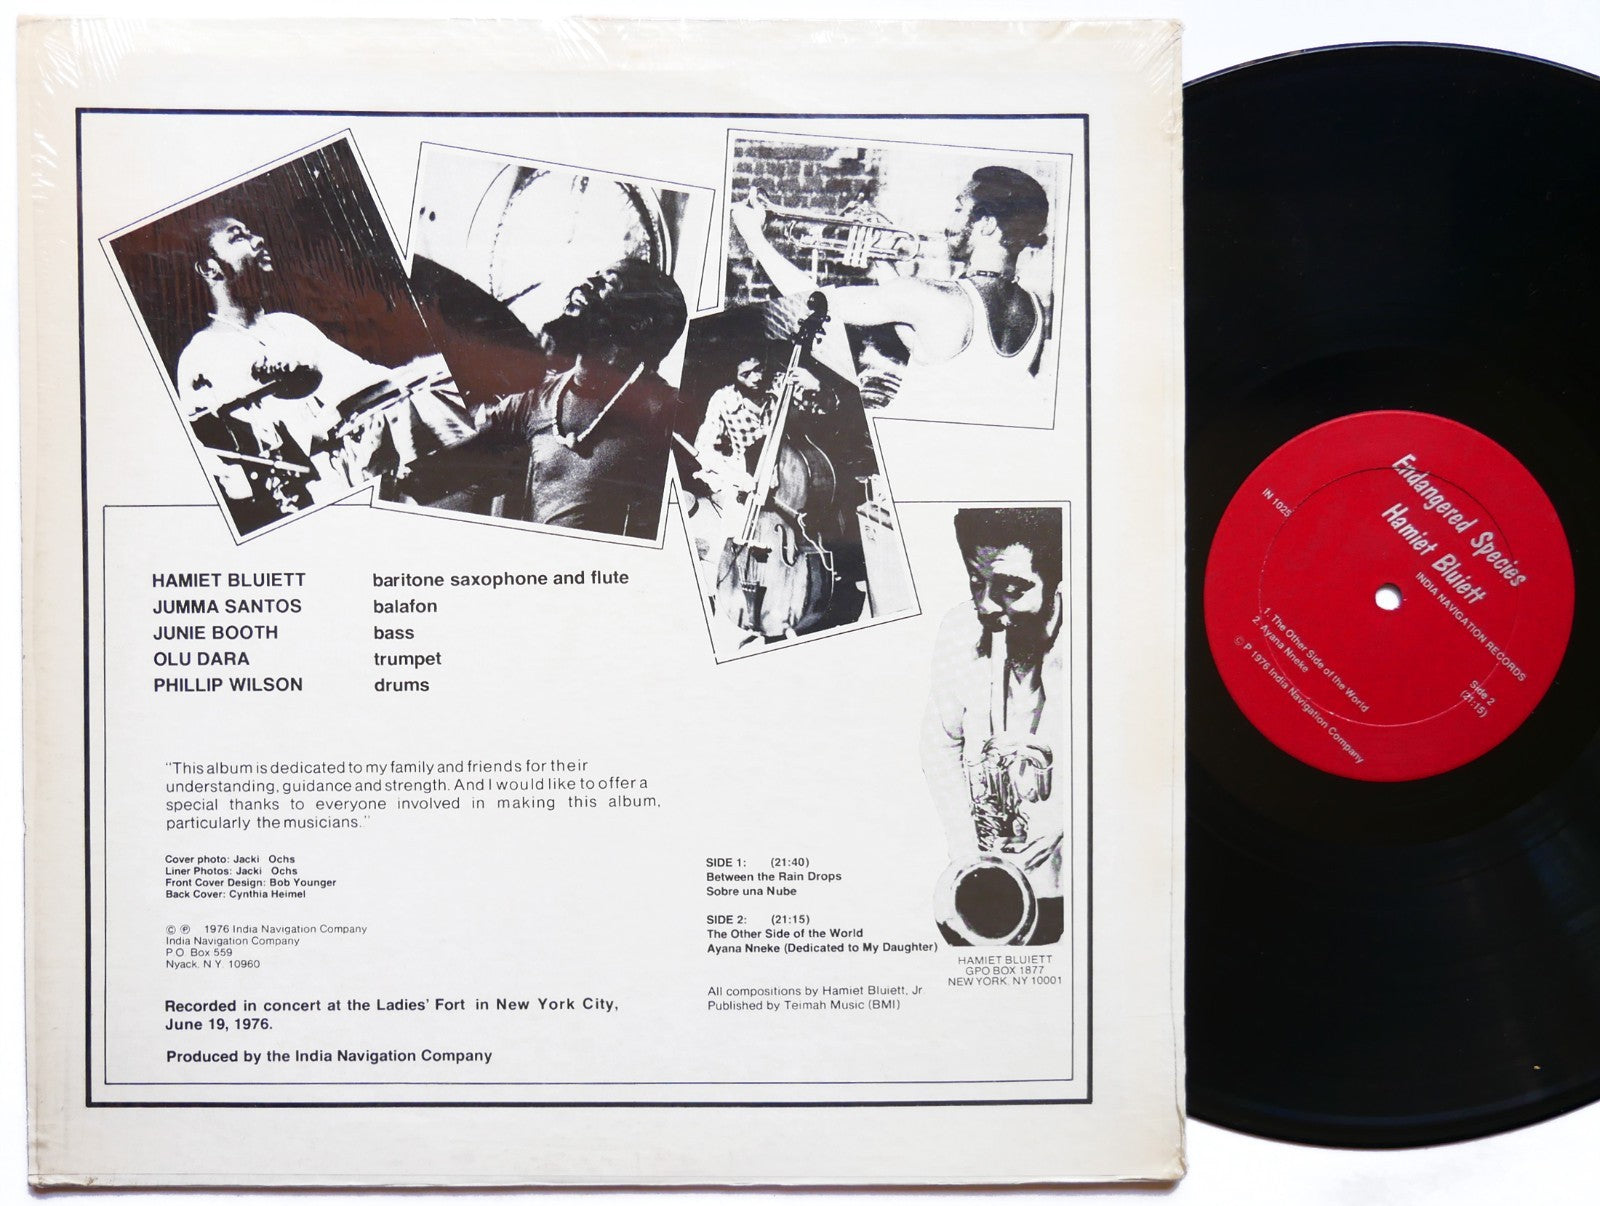 HAMIET BLUIETT baritone saxophone and flute
JUMMA SANTOS balafon
JUNIE BOOTH bass
OLU DARA trumpet
PHILLIP WILSON drums
"This album is dedicated to my family and friends for their
understanding, guidance and strength. And I would like to offer a
special thanks to everyone involved in making this album,
particularly the musicians."
Cover photo: Jacki Ochs
Liner Photos: Jacki Ochs
Front Cover Design: Bob Younger
Back Cover: Cynthia Heimel
© ℗ 1976 India Navigation Company
India Navigation Company
P.O. Box 559
Nyack, N.Y. 10960
Recorded in concert at the Ladies' Fort in New York City,
June 19, 1976.
Produced by the India Navigation Company
SIDE 1: (21:40)
Between the Rain Drops
Sobre una Nube
SIDE 2: (21:15)
The Other Side of the World
Ayana Nneke (Dedicated to My Daughter)
All compositions by Hamiet Bluiett, Jr.
Published by Teimah Music (BMI)
HAMIET BLUIETT
GPO BOX 1877
NEW YORK, NY 10001
Endangered Species
Hamiet Bluiett
INDIA NAVIGATION RECORDS
IN 1025
Side 2
(21:15)
1. The Other Side of the World
2. Ayana Nneke
© P 1976 India Navigation Company